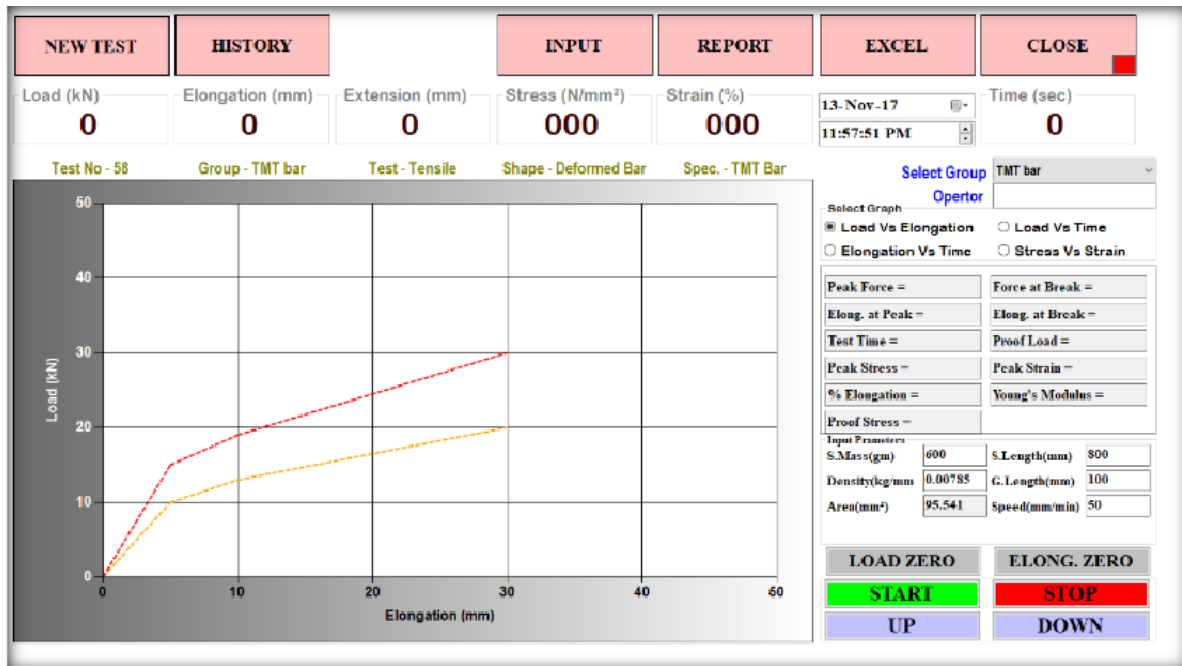 NEW TEST HISTORY INPUT REPORT EXCEL CLOSE
Load (kN) Elongation (mm) Extension (mm) Stress (N/mm²) Strain (%) Time (sec)
0 0 0 000 000 0
13-Nov-17
11:57:51 PM
Test No - 58 Group - TMT bar Test - Tensile Shape - Deformed Bar Spec. - TMT Bar
Select Group TMT bar
Opertor
Select Graph
Load Vs Elongation Load Vs Time
Elongation Vs Time Stress Vs Strain
50
40
30
20
10
0
Load (kN)
0 10 20 30 40 50
Elongation (mm)
Peak Force = Force at Break =
Elong. at Peak = Elong. at Break =
Test Time = Proof Load =
Peak Stress = Peak Strain =
% Elongation = Young's Modulus =
Proof Stress =
Input Prameters
S.Mass(gm) 600 S.Length(mm) 800
Density(kg/mm 0.00785 G.Length(mm) 100
Area(mm²) 95.541 Speed(mm/min) 50
LOAD ZERO ELONG. ZERO
START STOP
UP DOWN